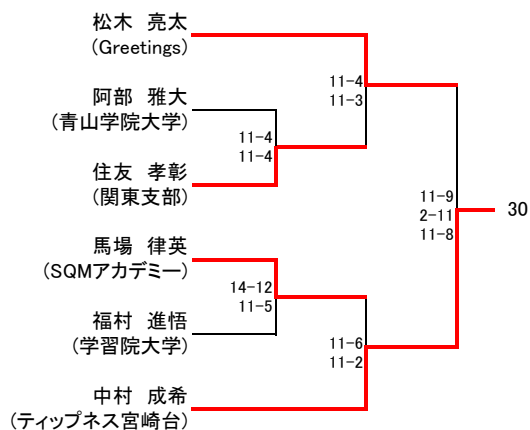 松木　亮太
(Greetings)
11-4
11-3
阿部　雅大
(青山学院大学)
11-4
11-4
住友　孝彰
(関東支部)
11-9
2-11
11-8
30
馬場　律英
(SQMアカデミー)
14-12
11-5
福村　進悟
(学習院大学)
11-6
11-2
中村　成希
(ティップネス宮崎台)